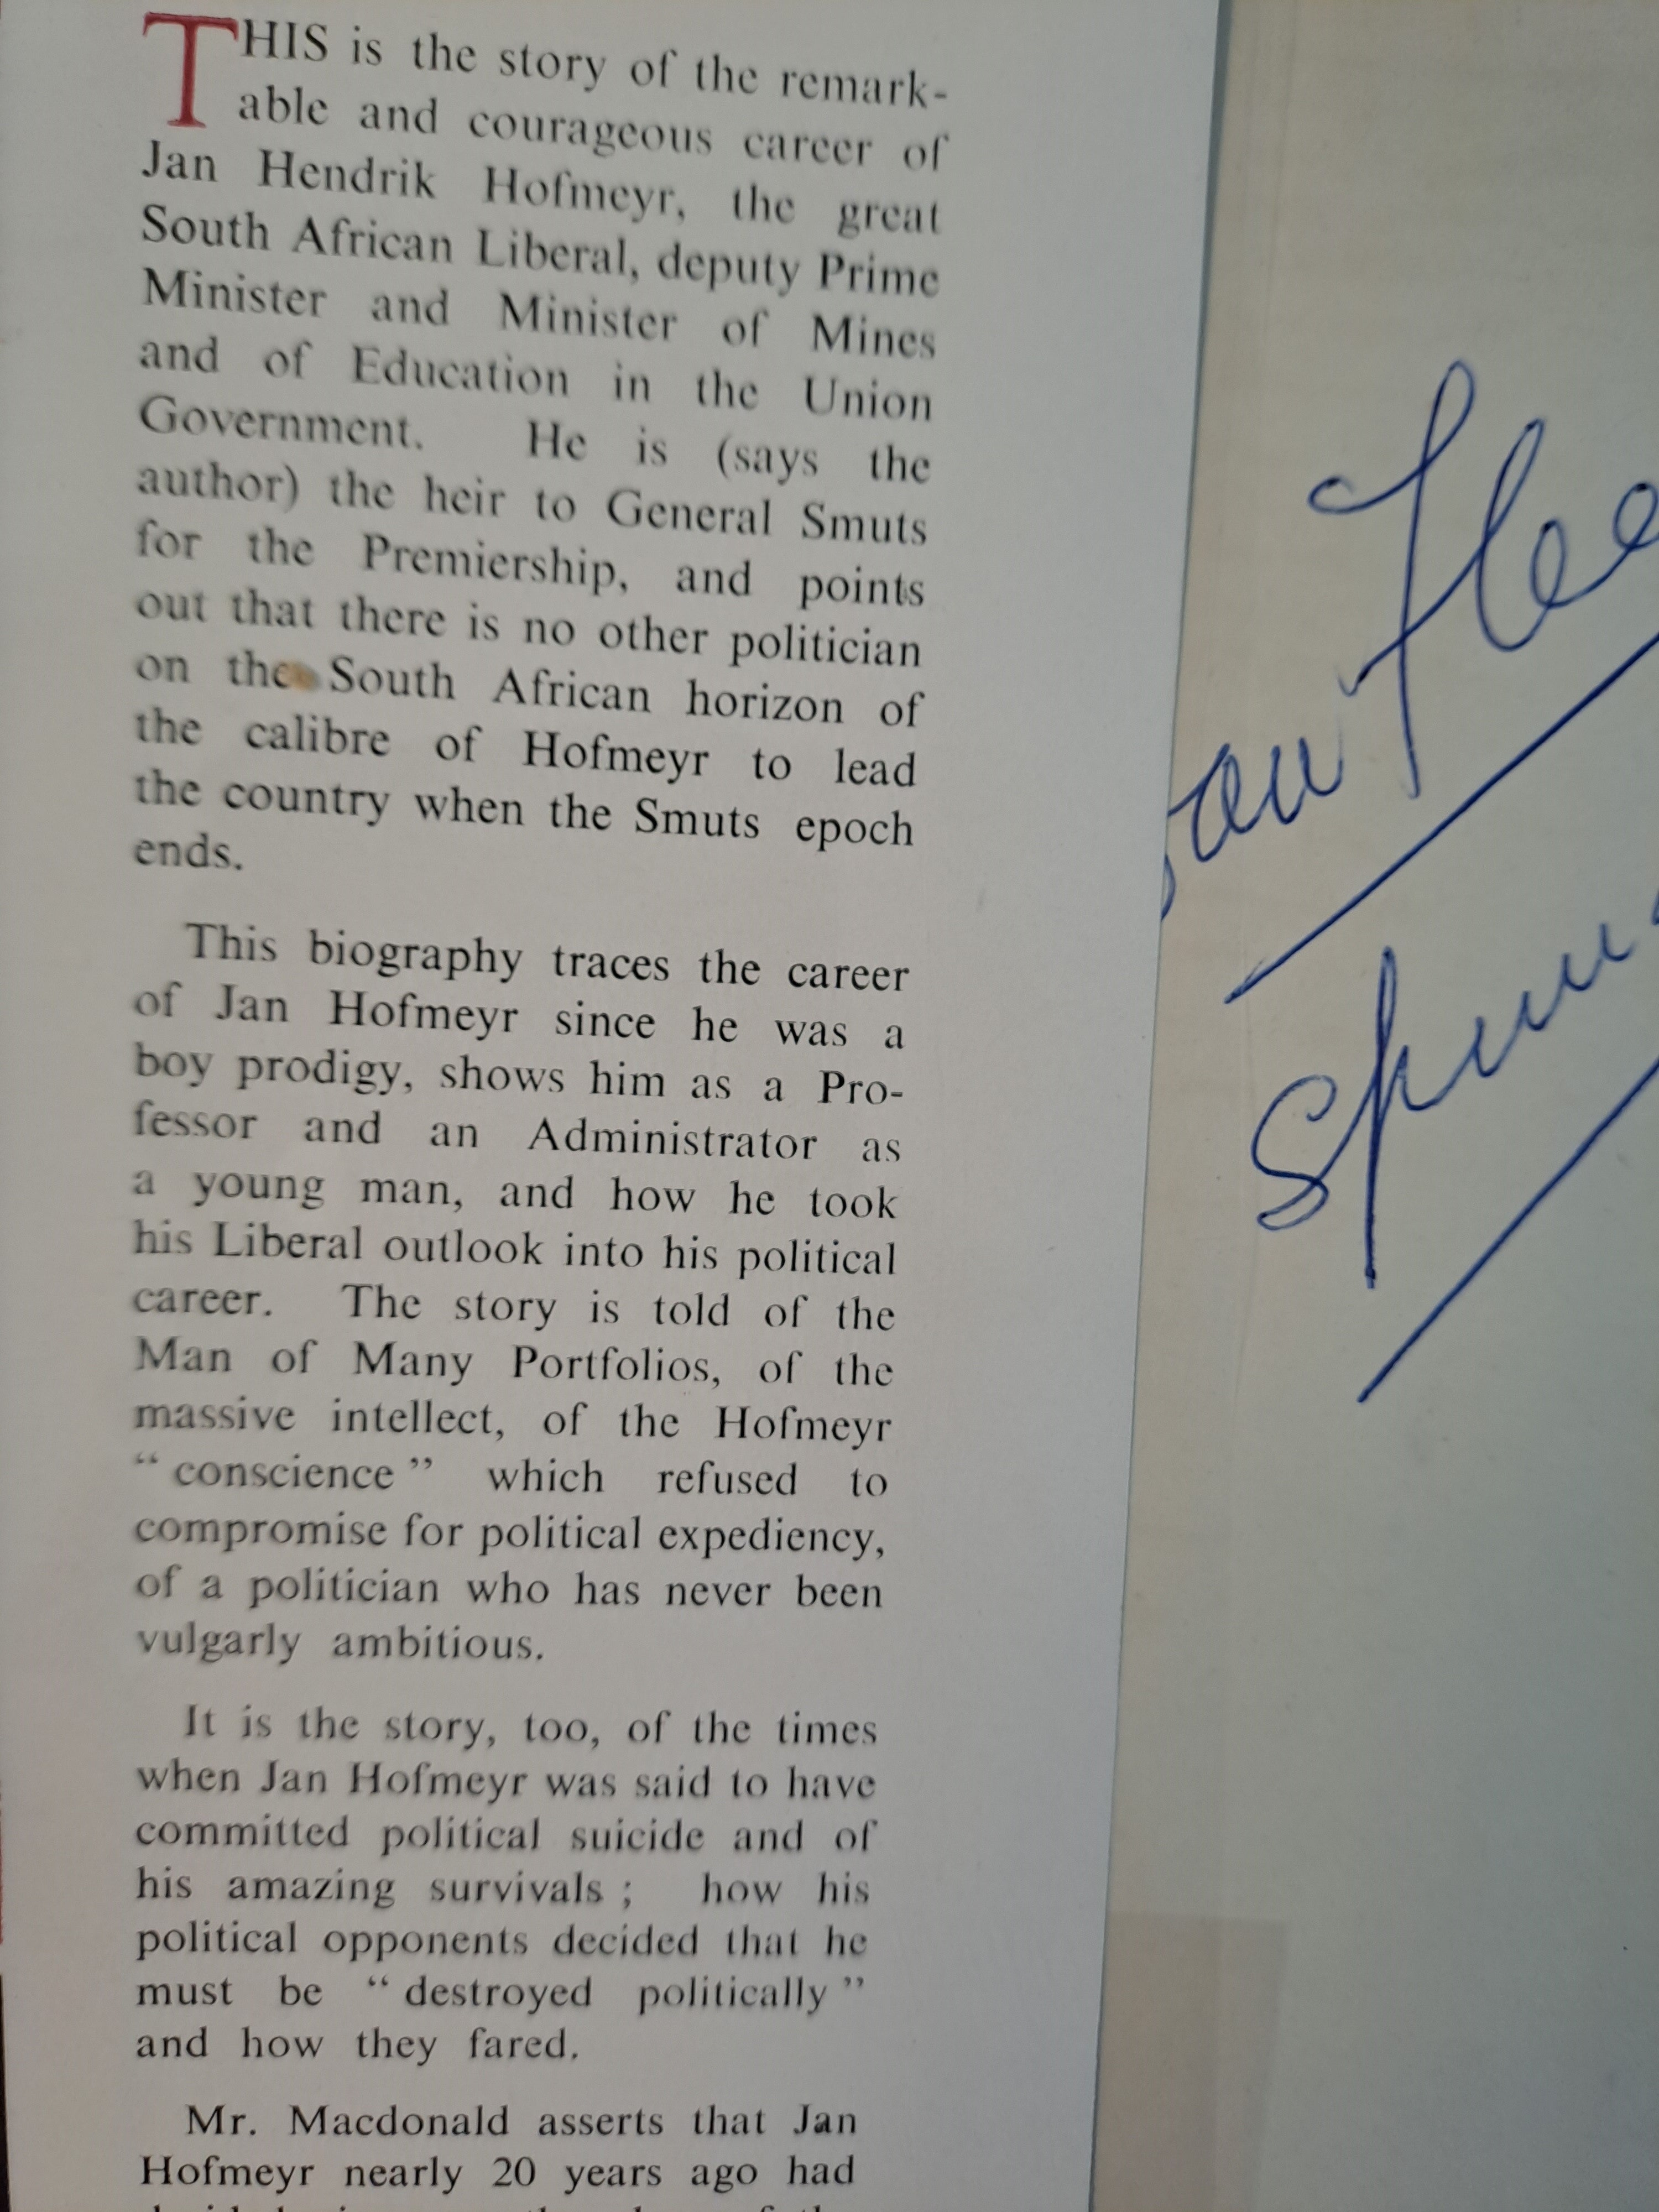 THIS is the story of the remark-
able and courageous career of
Jan Hendrik Hofmeyr, the great
South African Liberal, deputy Prime
Minister and Minister of Mines
and of Education in the Union
Government. He is (says the
author) the heir to General Smuts
for the Premiership, and points
out that there is no other politician
on the South African horizon of
the calibre of Hofmeyr to lead
the country when the Smuts epoch
ends.
This biography traces the career
of Jan Hofmeyr since he was a
boy prodigy, shows him as a Pro-
fessor and an Administrator as
a young man, and how he took
his Liberal outlook into his political
career. The story is told of the
Man of Many Portfolios, of the
massive intellect, of the Hofmeyr
“ conscience ” which refused to
compromise for political expediency,
of a politician who has never been
vulgarly ambitious.
It is the story, too, of the times
when Jan Hofmeyr was said to have
committed political suicide and of
his amazing survivals ; how his
political opponents decided that he
must be “ destroyed politically ”
and how they fared.
Mr. Macdonald asserts that Jan
Hofmeyr nearly 20 years ago had